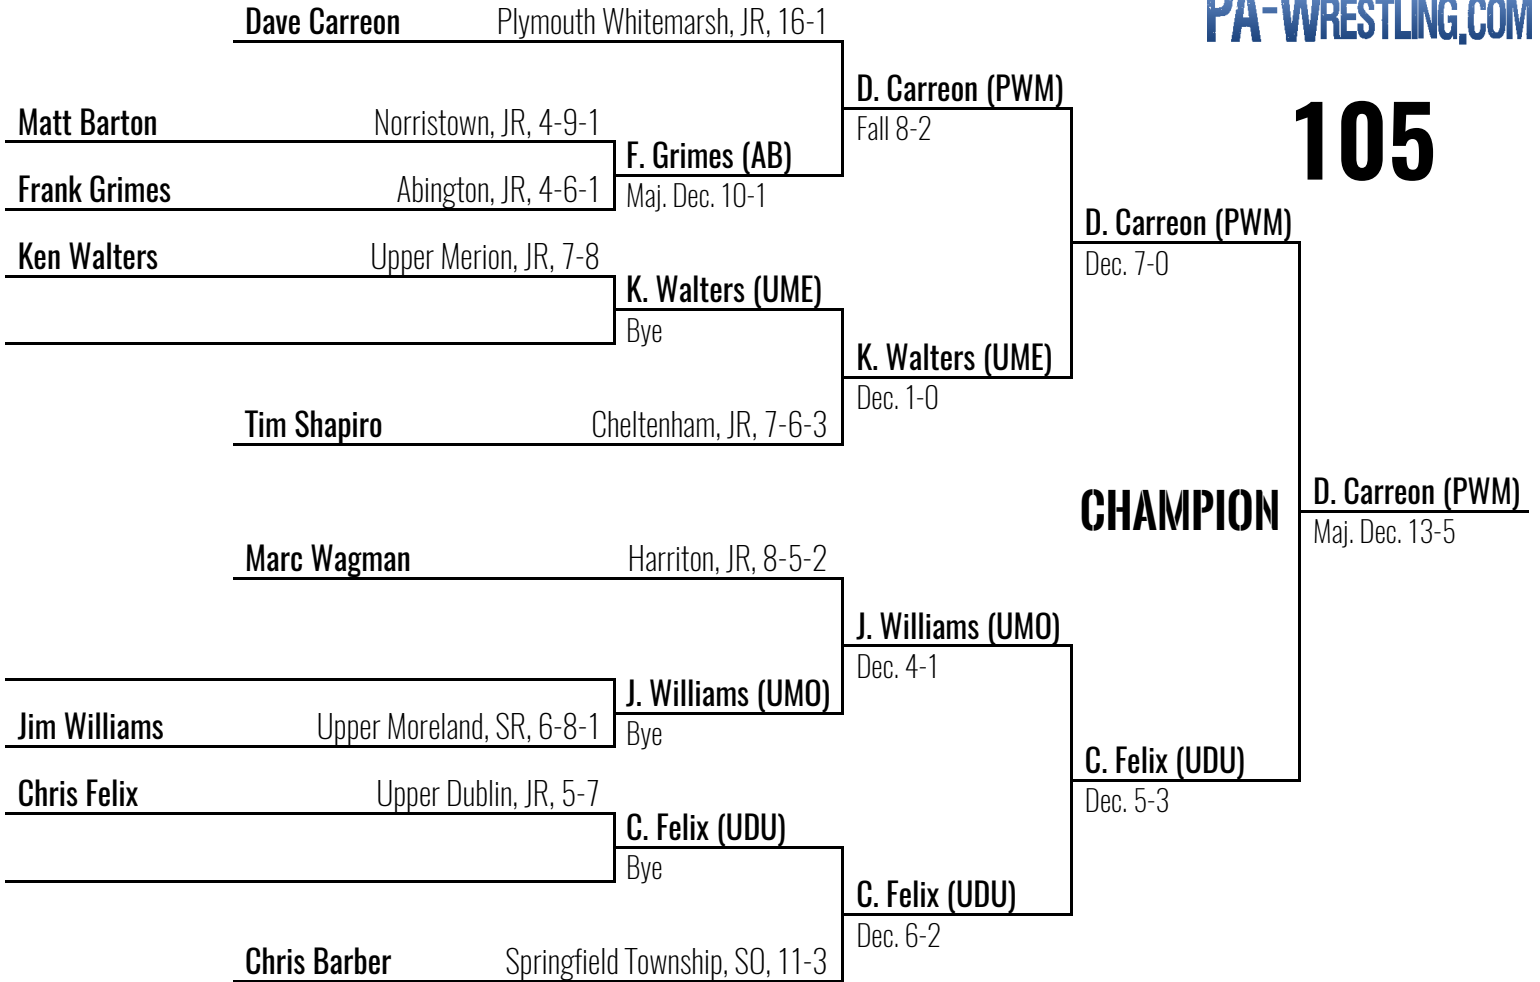 PA-WRESTLING.COM
105
Dave Carreon Plymouth Whitemarsh, JR, 16-1
D. Carreon (PWM)
Fall 8-2
Matt Barton Norristown, JR, 4-9-1
F. Grimes (AB)
Maj. Dec. 10-1
Frank Grimes Abington, JR, 4-6-1
D. Carreon (PWM)
Dec. 7-0
Ken Walters Upper Merion, JR, 7-8
K. Walters (UME)
Bye
K. Walters (UME)
Dec. 1-0
Tim Shapiro Cheltenham, JR, 7-6-3
CHAMPION
D. Carreon (PWM)
Maj. Dec. 13-5
Marc Wagman Harriton, JR, 8-5-2
J. Williams (UMO)
Dec. 4-1
J. Williams (UMO)
Bye
Jim Williams Upper Moreland, SR, 6-8-1
C. Felix (UDU)
Dec. 5-3
Chris Felix Upper Dublin, JR, 5-7
C. Felix (UDU)
Bye
C. Felix (UDU)
Dec. 6-2
Chris Barber Springfield Township, SO, 11-3